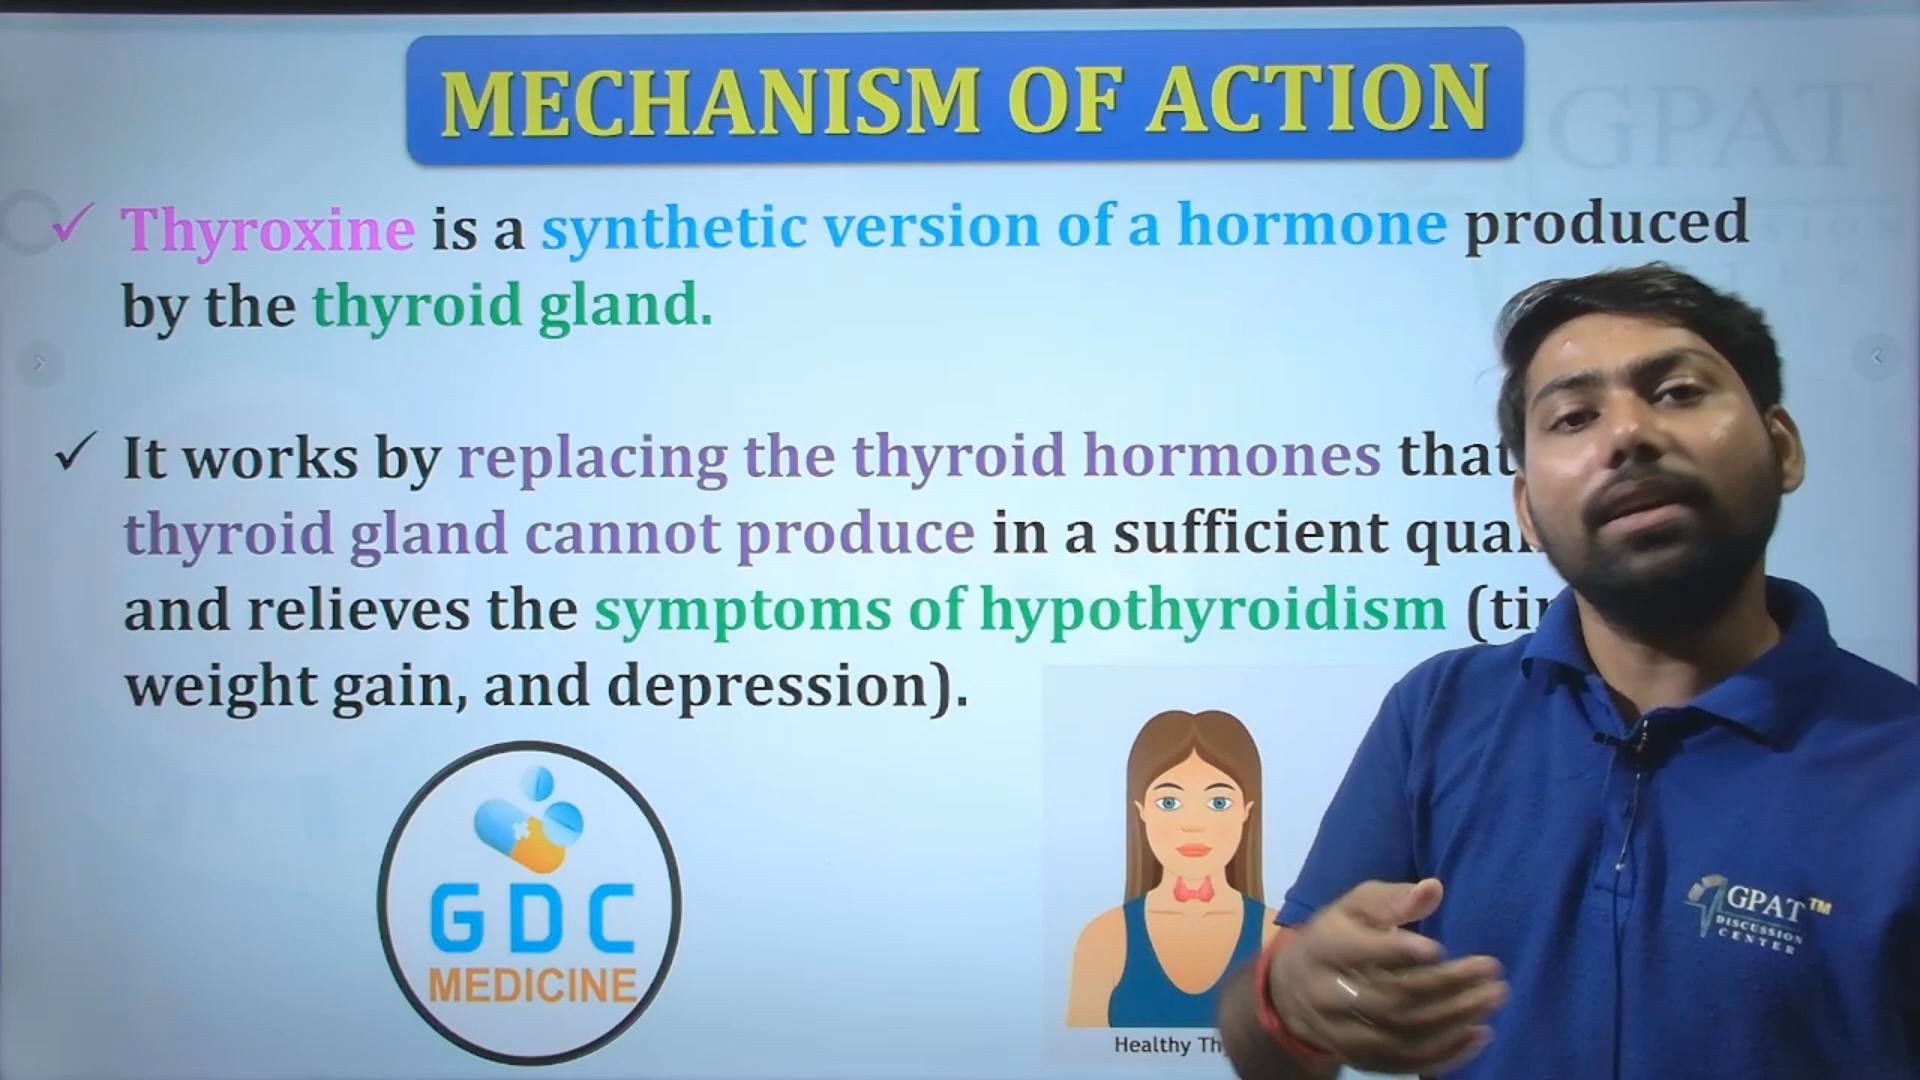 MECHANISM OF ACTION
GPAT
✓ Thyroxine is a synthetic version of a hormone produced
by the thyroid gland.
✓ It works by replacing the thyroid hormones that
thyroid gland cannot produce in a sufficient
and relieves the symptoms of hypothyroidism
weight gain, and depression).
GDC
MEDICINE
Healthy
GPAT™
DISCUSSION
CENTER